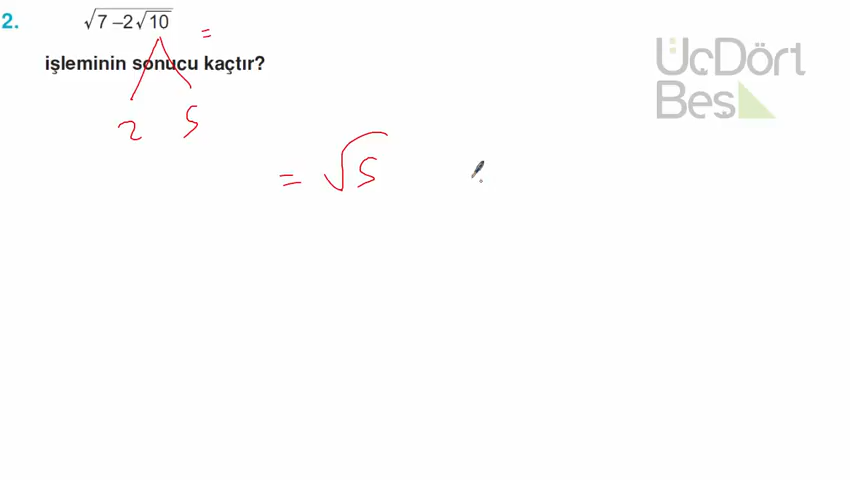 2. √7 –2√10 =
işleminin sonucu kaçtır?
2 5
= √5
ÜçDört
Beş